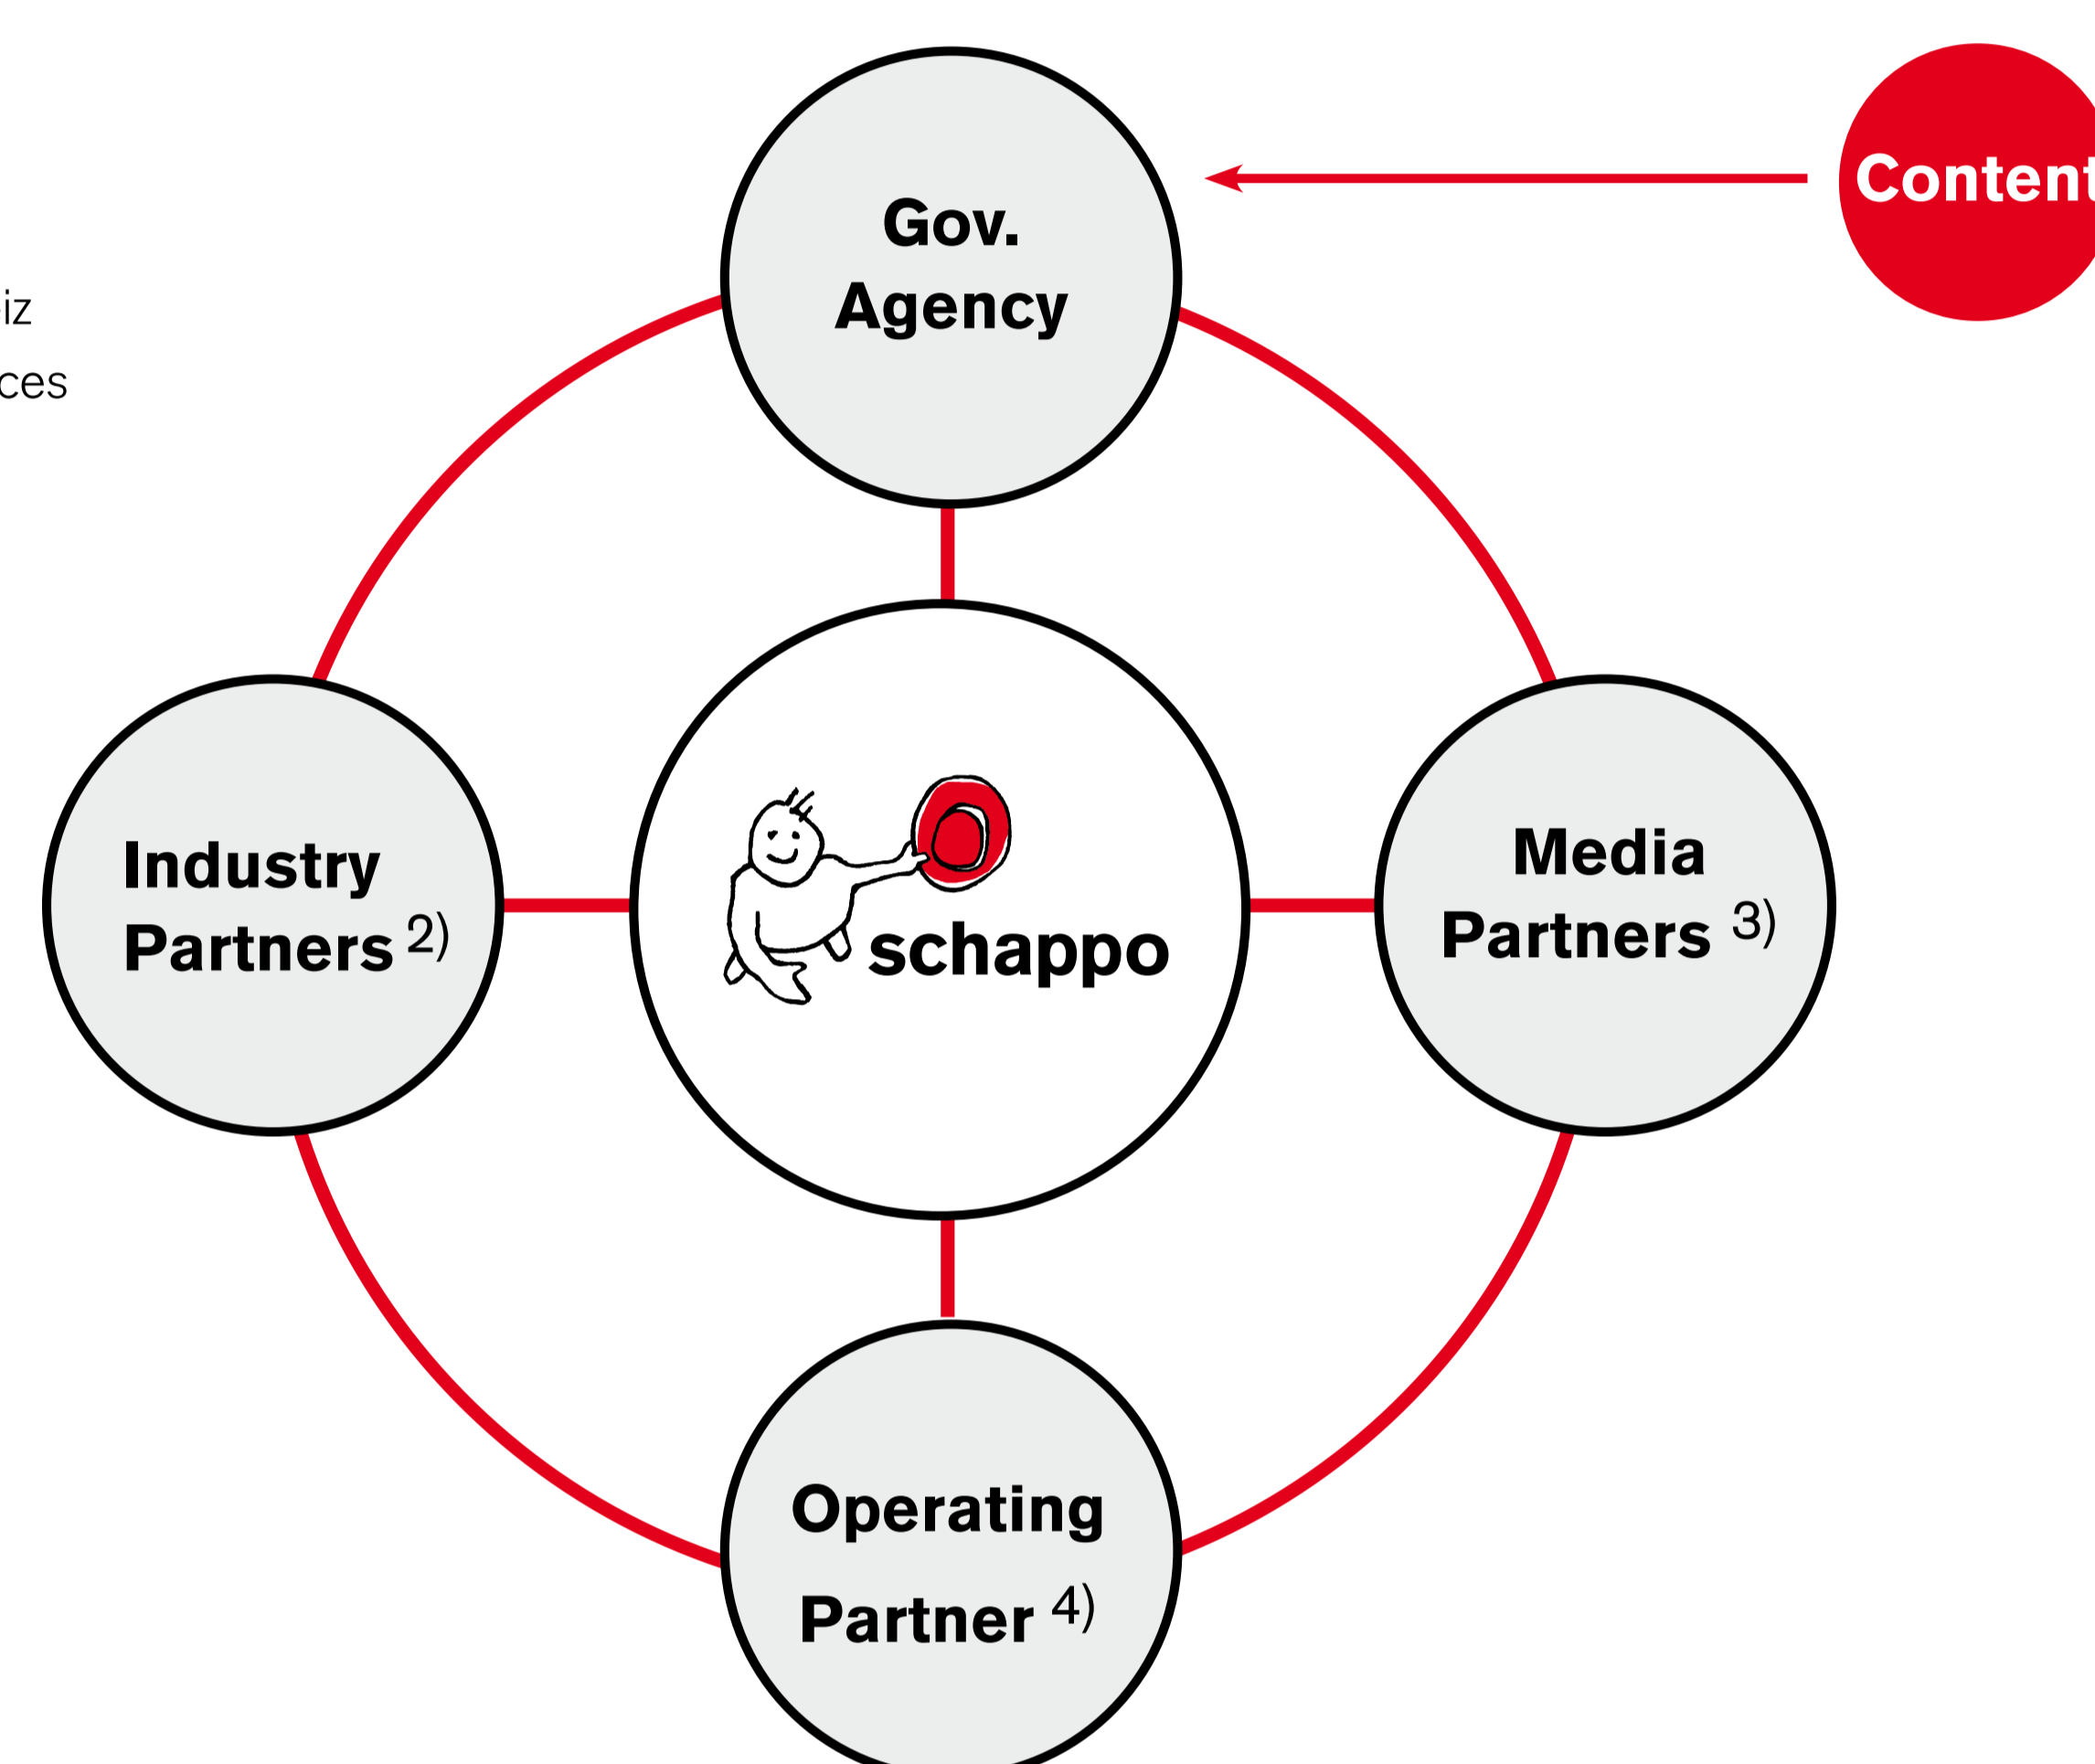 Gov.
Agency
Content
iz
ces
Industry
Partners 2)
schappo
Media
Partners 3)
Operating
Partner 4)